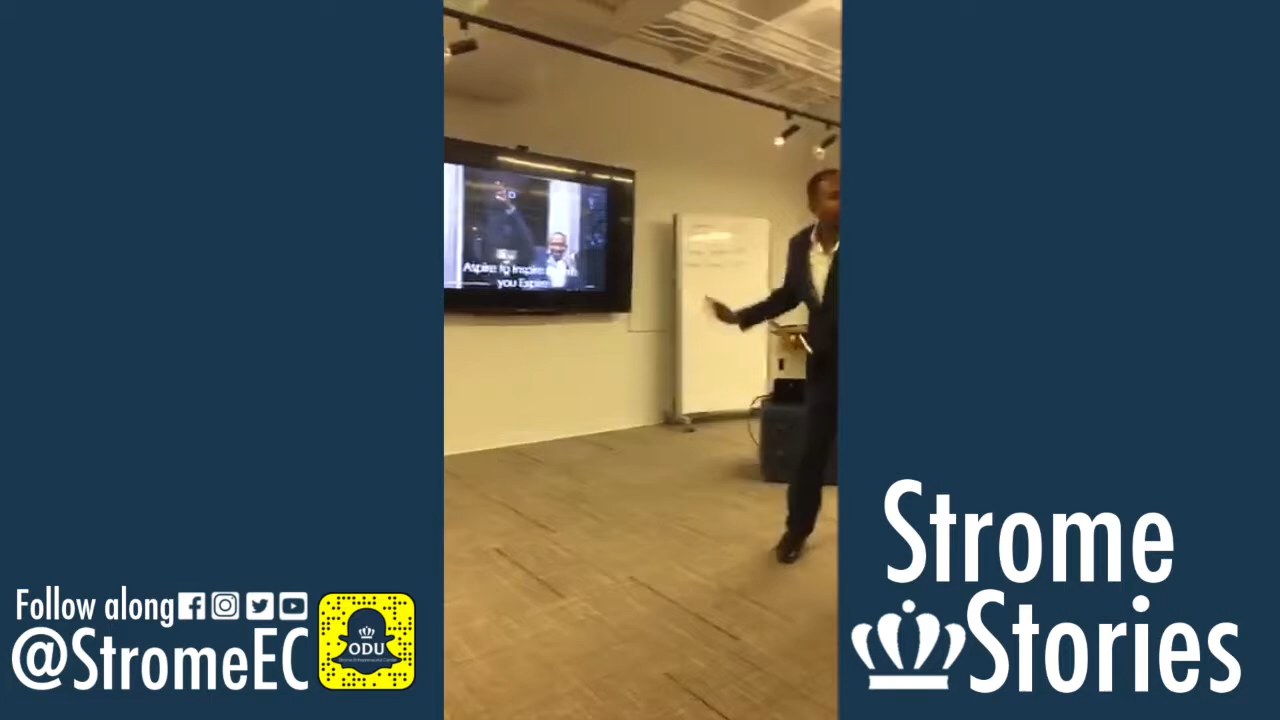 Aspire to Inspire
you Expire
Follow along
@StromeEC
ODU
Strome
Stories